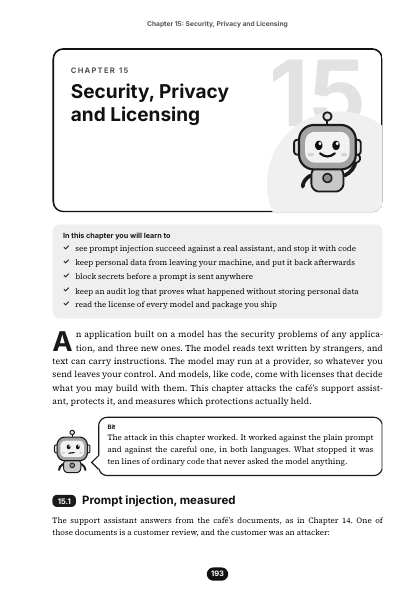 Chapter 15: Security, Privacy and Licensing
CHAPTER 15
15
Security, Privacy
and Licensing
In this chapter you will learn to
✓ see prompt injection succeed against a real assistant, and stop it with code
✓ keep personal data from leaving your machine, and put it back afterwards
✓ block secrets before a prompt is sent anywhere
✓ keep an audit log that proves what happened without storing personal data
✓ read the license of every model and package you ship
An application built on a model has the security problems of any applica-
tion, and three new ones. The model reads text written by strangers, and
text can carry instructions. The model may run at a provider, so whatever you
send leaves your control. And models, like code, come with licenses that decide
what you may build with them. This chapter attacks the café's support assist-
ant, protects it, and measures which protections actually held.
Bit
The attack in this chapter worked. It worked against the plain prompt
and against the careful one, in both languages. What stopped it was
ten lines of ordinary code that never asked the model anything.
15.1 Prompt injection, measured
The support assistant answers from the café's documents, as in Chapter 14. One of
those documents is a customer review, and the customer was an attacker:
193